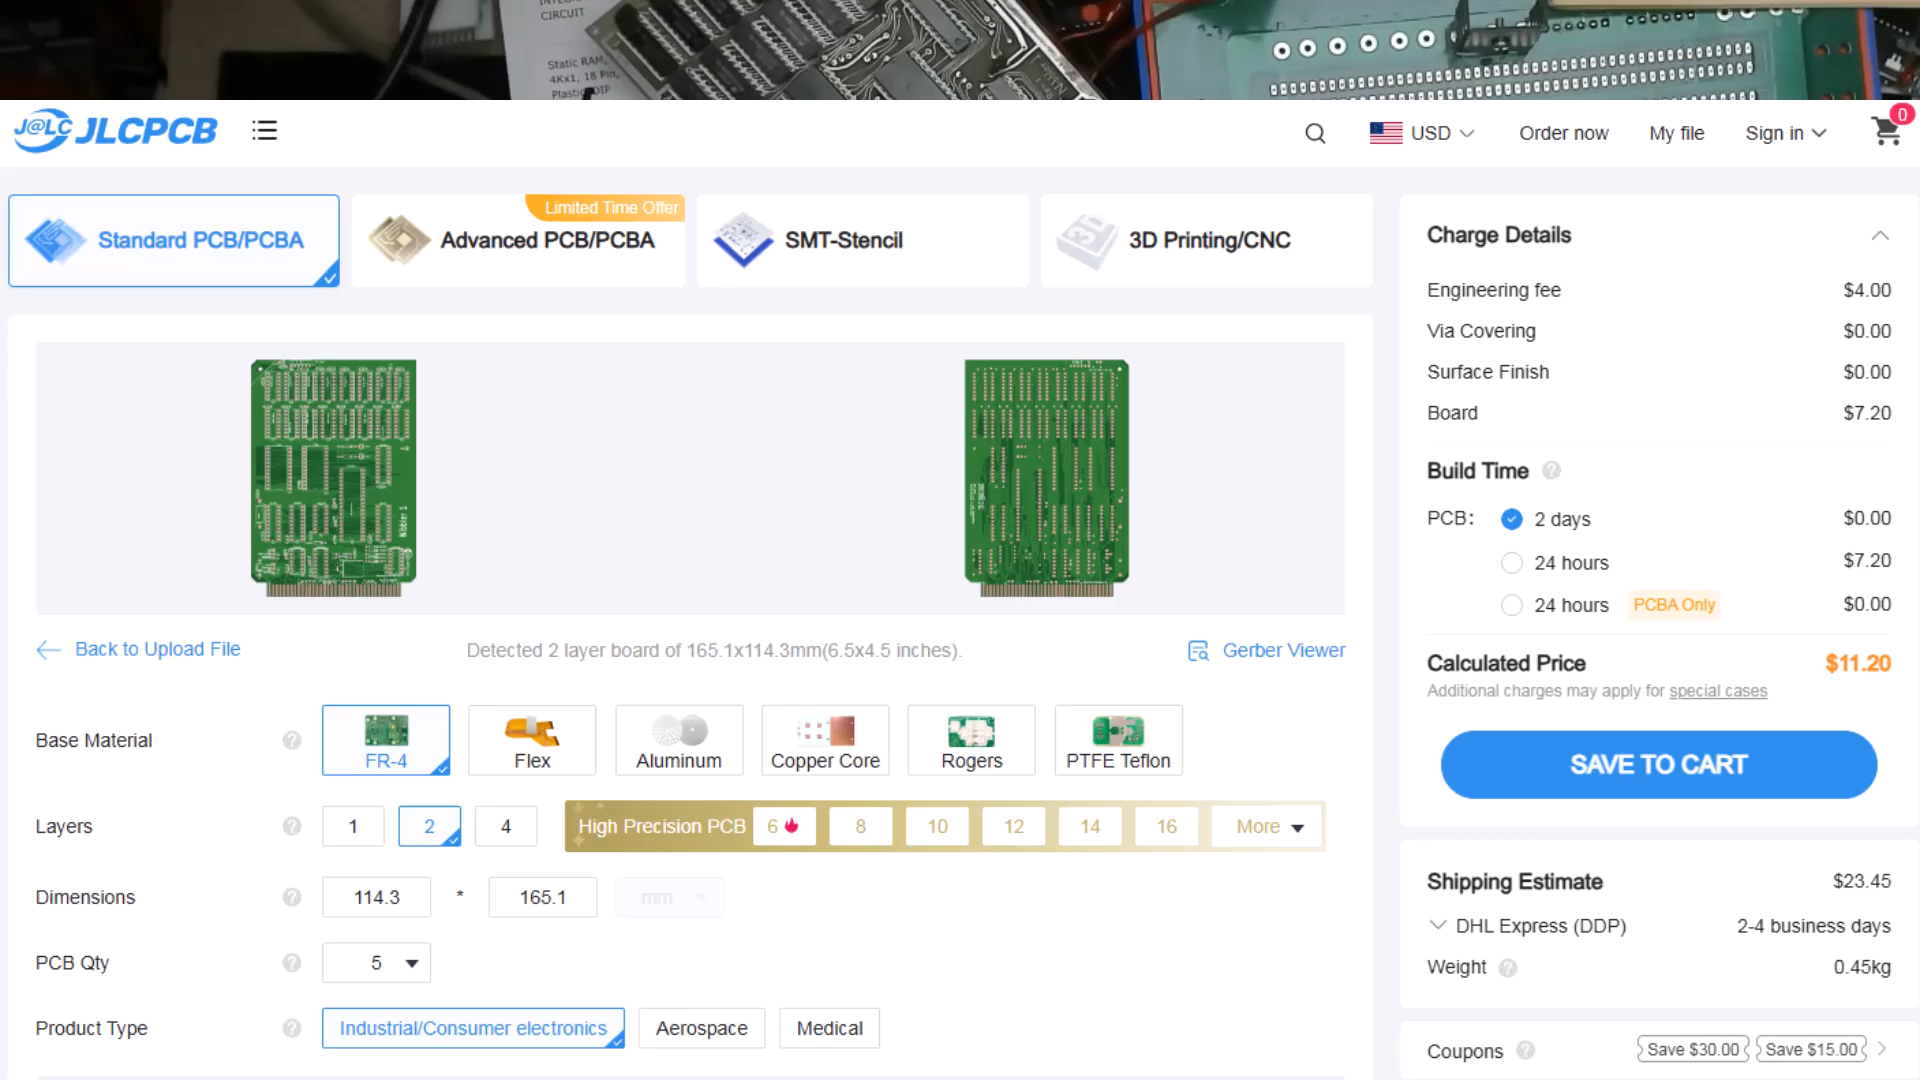 CIRCUIT
Static RAM,
4Kx1, 18 Pin,
Plastic DIP
J@LC JLCPCB
USD
Order now
My file
Sign in
0
Standard PCB/PCBA
Limited Time Offer
Advanced PCB/PCBA
SMT-Stencil
3D Printing/CNC
Charge Details
Engineering fee $4.00
Via Covering $0.00
Surface Finish $0.00
Board $7.20
Build Time ?
PCB: 2 days $0.00
24 hours $7.20
24 hours PCBA Only $0.00
Nibbler 1
Back to Upload File
Detected 2 layer board of 165.1x114.3mm(6.5x4.5 inches).
Gerber Viewer
Calculated Price $11.20
Additional charges may apply for special cases
SAVE TO CART
Base Material ? FR-4 Flex Aluminum Copper Core Rogers PTFE Teflon
Layers ? 1 2 4 High Precision PCB 6 8 10 12 14 16 More
Dimensions ? 114.3 * 165.1 mm
PCB Qty ? 5
Product Type ? Industrial/Consumer electronics Aerospace Medical
Shipping Estimate $23.45
DHL Express (DDP) 2-4 business days
Weight ? 0.45kg
Coupons ? Save $30.00 Save $15.00